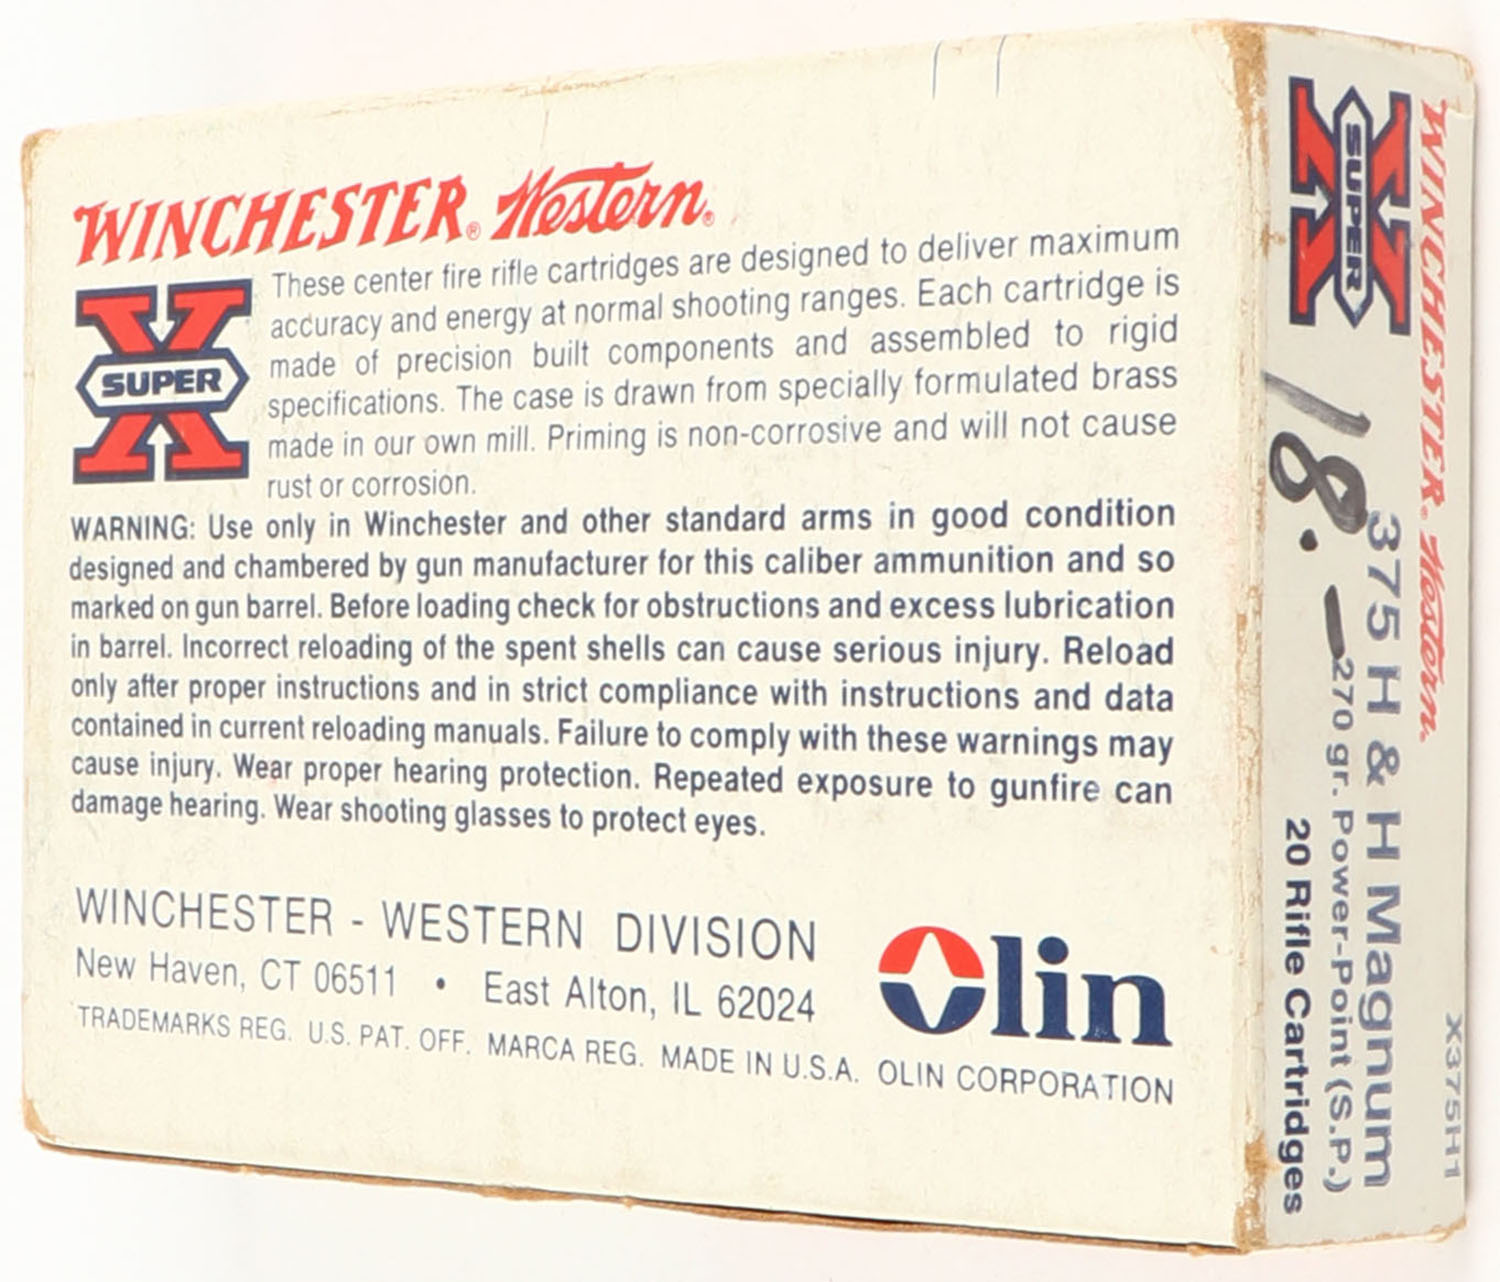 WINCHESTER® Western®
X SUPER
These center fire rifle cartridges are designed to deliver maximum
accuracy and energy at normal shooting ranges. Each cartridge is
made of precision built components and assembled to rigid
specifications. The case is drawn from specially formulated brass
made in our own mill. Priming is non-corrosive and will not cause
rust or corrosion.
WARNING: Use only in Winchester and other standard arms in good condition
designed and chambered by gun manufacturer for this caliber ammunition and so
marked on gun barrel. Before loading check for obstructions and excess lubrication
in barrel. Incorrect reloading of the spent shells can cause serious injury. Reload
only after proper instructions and in strict compliance with instructions and data
contained in current reloading manuals. Failure to comply with these warnings may
cause injury. Wear proper hearing protection. Repeated exposure to gunfire can
damage hearing. Wear shooting glasses to protect eyes.
WINCHESTER - WESTERN DIVISION
New Haven, CT 06511 • East Alton, IL 62024
Olin
TRADEMARKS REG. U.S. PAT. OFF. MARCA REG. MADE IN U.S.A. OLIN CORPORATION
WINCHESTER® Western®
X SUPER
X375H1
18.-
375 H & H Magnum
270 gr. Power-Point (S.P.)
20 Rifle Cartridges